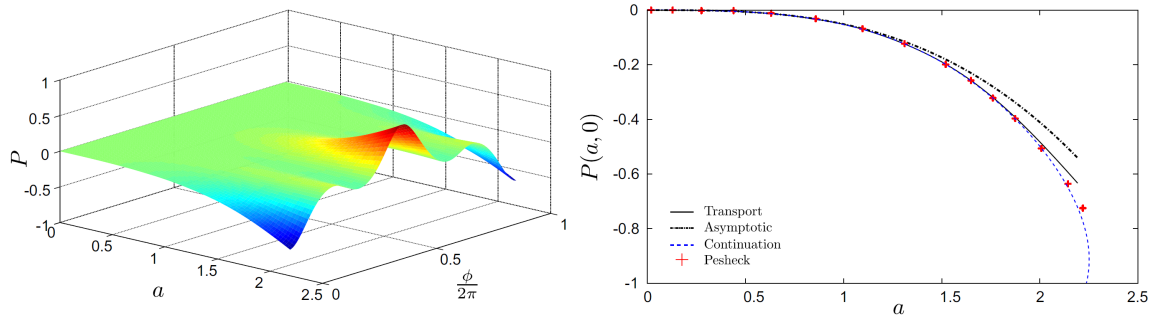 1
0.5
0
-0.5
-1
P
0
0.5
1
1.5
2
2.5
a
0
0.5
1
ϕ/2π
0
-0.2
-0.4
-0.6
-0.8
-1
P(a, 0)
Transport
Asymptotic
Continuation
Pesheck
0
0.5
1
1.5
2
2.5
a